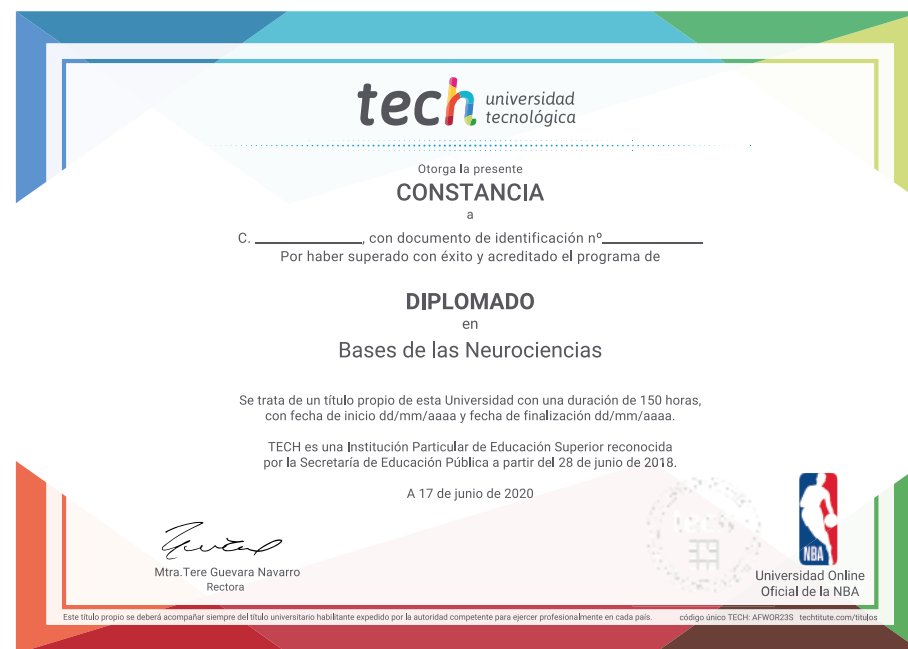 tech universidad
tecnológica
Otorga la presente
CONSTANCIA
a
C. ____________, con documento de identificación nº____________
Por haber superado con éxito y acreditado el programa de
DIPLOMADO
en
Bases de las Neurociencias
Se trata de un título propio de esta Universidad con una duración de 150 horas,
con fecha de inicio dd/mm/aaaa y fecha de finalización dd/mm/aaaa.
TECH es una Institución Particular de Educación Superior reconocida
por la Secretaría de Educación Pública a partir del 28 de junio de 2018.
A 17 de junio de 2020
tech
NBA
Mtra.Tere Guevara Navarro
Rectora
Universidad Online
Oficial de la NBA
Este título propio se deberá acompañar siempre del título universitario habilitante expedido por la autoridad competente para ejercer profesionalmente en cada país. código único TECH: AFWOR23S techtitute.com/titulos